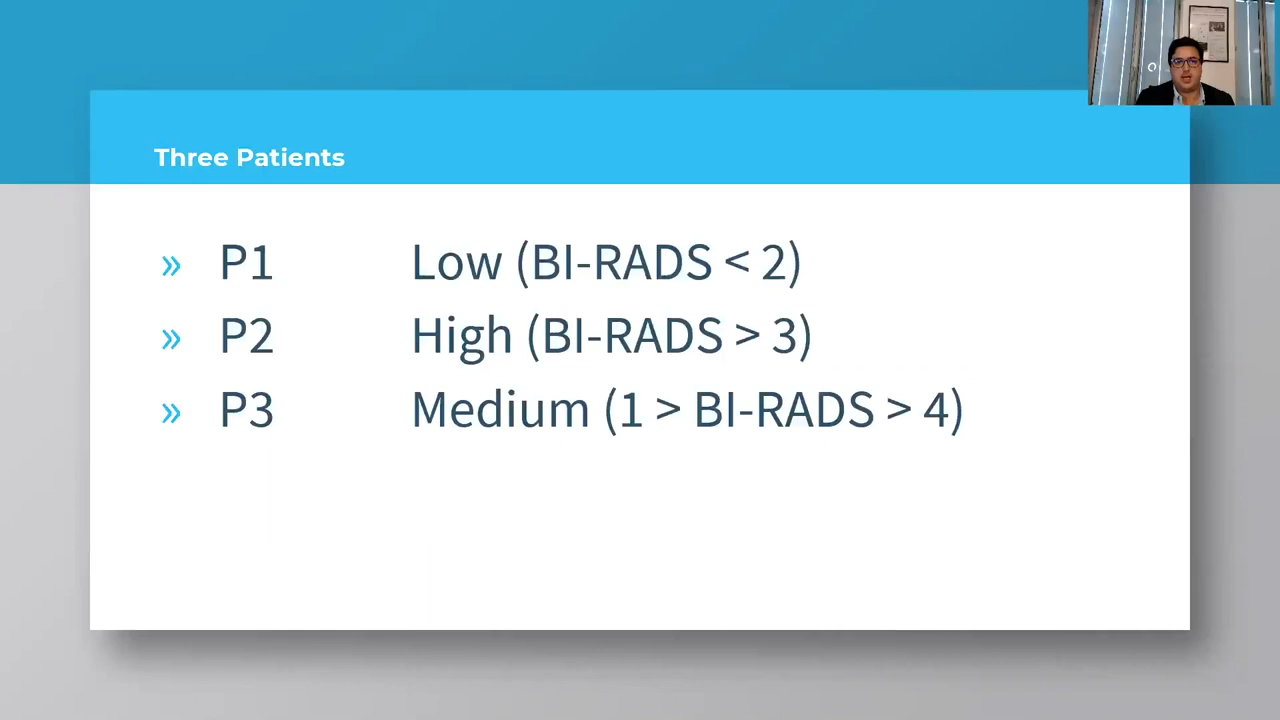 Three Patients
» P1 Low (BI-RADS < 2)
» P2 High (BI-RADS > 3)
» P3 Medium (1 > BI-RADS > 4)